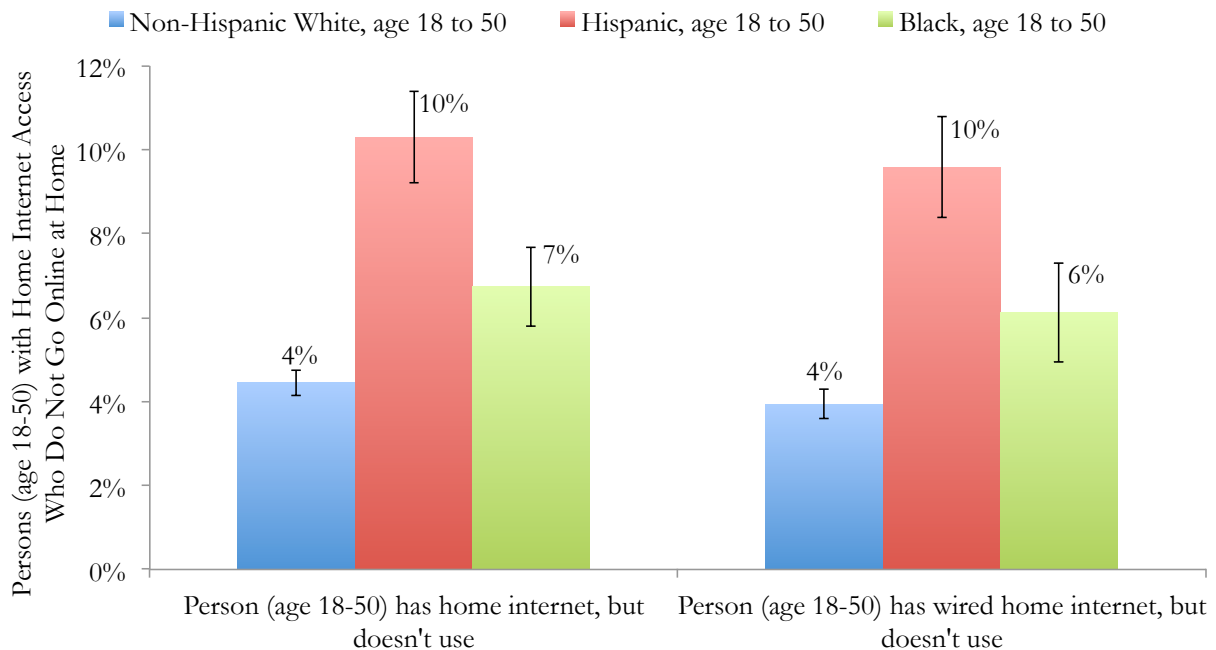 Non-Hispanic White, age 18 to 50 Hispanic, age 18 to 50 Black, age 18 to 50
Persons (age 18-50) with Home Internet Access
Who Do Not Go Online at Home
12%
10%
8%
6%
4%
2%
0%
4%
10%
7%
4%
10%
6%
Person (age 18-50) has home internet, but
doesn't use
Person (age 18-50) has wired home internet, but
doesn't use